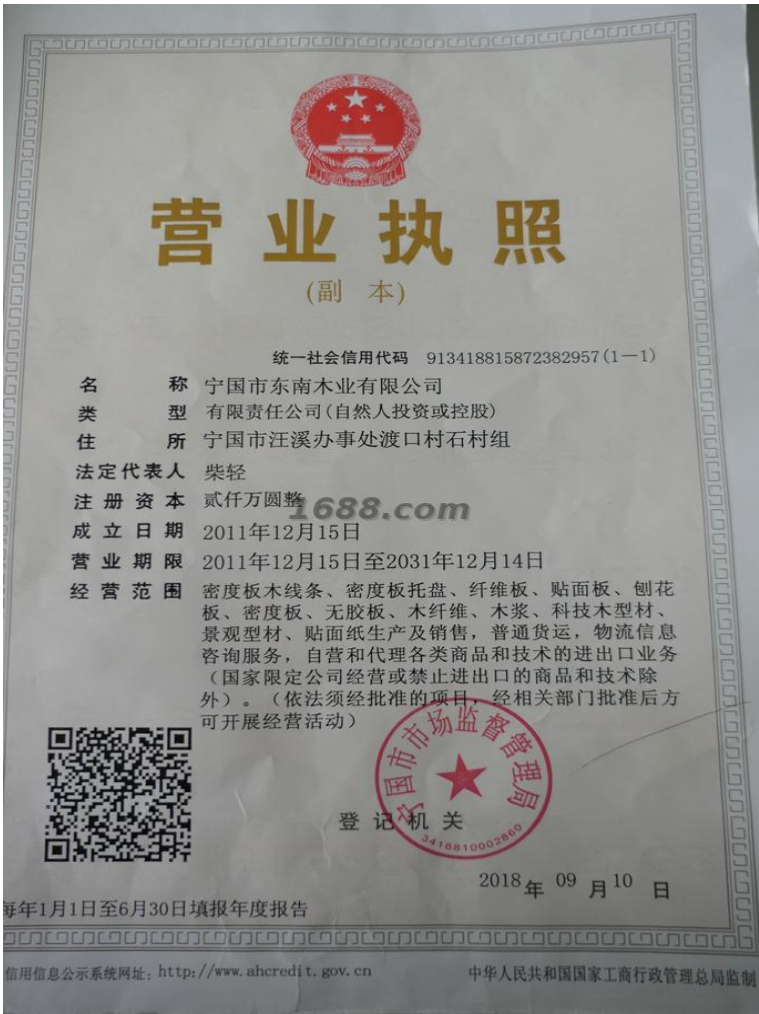 营业执照
(副 本)
统一社会信用代码 913418815872382957(1-1)
名 称 宁国市东南木业有限公司
类 型 有限责任公司(自然人投资或控股)
住 所 宁国市汪溪办事处渡口村石村组
法定代表人 柴轻
注册资本 贰仟万圆整
1688.com
成立日期 2011年12月15日
营业期限 2011年12月15日至2031年12月14日
经营范围 密度板木线条、密度板托盘、纤维板、贴面板、刨花
板、密度板、无胶板、木纤维、木浆、科技木型材、
景观型材、贴面纸生产及销售，普通货运，物流信息
咨询服务，自营和代理各类商品和技术的进出口业务
（国家限定公司经营或禁止进出口的商品和技术除
外）。（依法须经批准的项目，经相关部门批准后方
可开展经营活动）
宁国市市场监督管理局
登记机关
3418810002660
2018年09月10日
每年1月1日至6月30日填报年度报告
信用信息公示系统网址：http://www.ahcredit.gov.cn
中华人民共和国国家工商行政管理总局监制